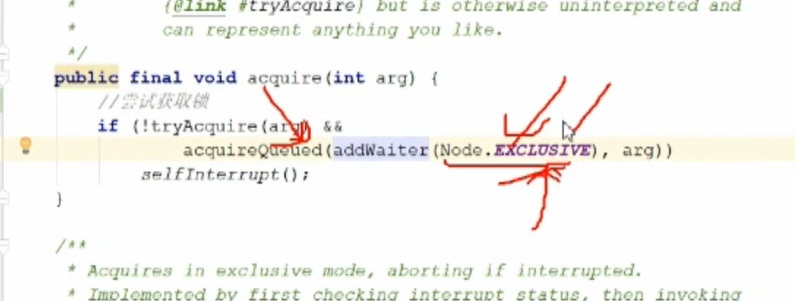 * {@link #tryAcquire} but is otherwise uninterpreted and
* can represent anything you like.
*/
public final void acquire(int arg) {
//尝试获取锁
if (!tryAcquire(arg) &&
acquireQueued(addWaiter(Node.EXCLUSIVE), arg))
selfInterrupt();
}
/**
* Acquires in exclusive mode, aborting if interrupted.
* Implemented by first checking interrupt status, then invoking